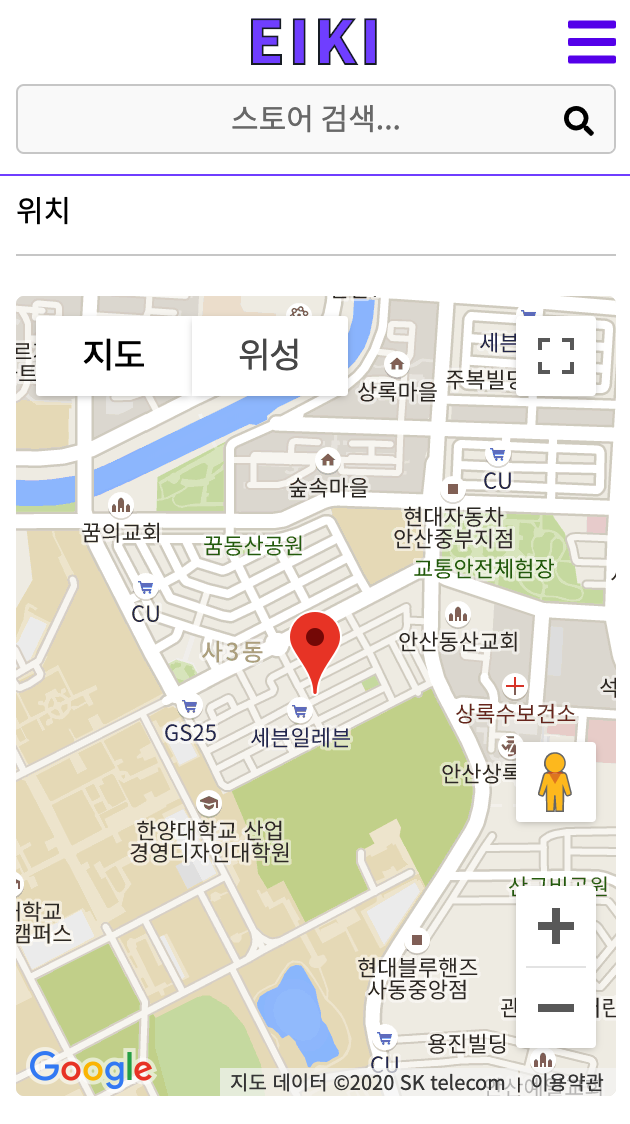 EIKI
스토어 검색...
위치
지도
위성
세븐
상록마을
주복빌딩
CU
숲속마을
현대자동차
안산중부지점
꿈의교회
꿈동산공원
교통안전체험장
CU
안산동산교회
사3동
상록수보건소
GS25
세븐일레븐
안산상록
한양대학교 산업
경영디자인대학원
대학교
캠퍼스
현대블루핸즈
사동중앙점
용진빌딩
CU
Google
지도 데이터 ©2020 SK telecom
이용약관